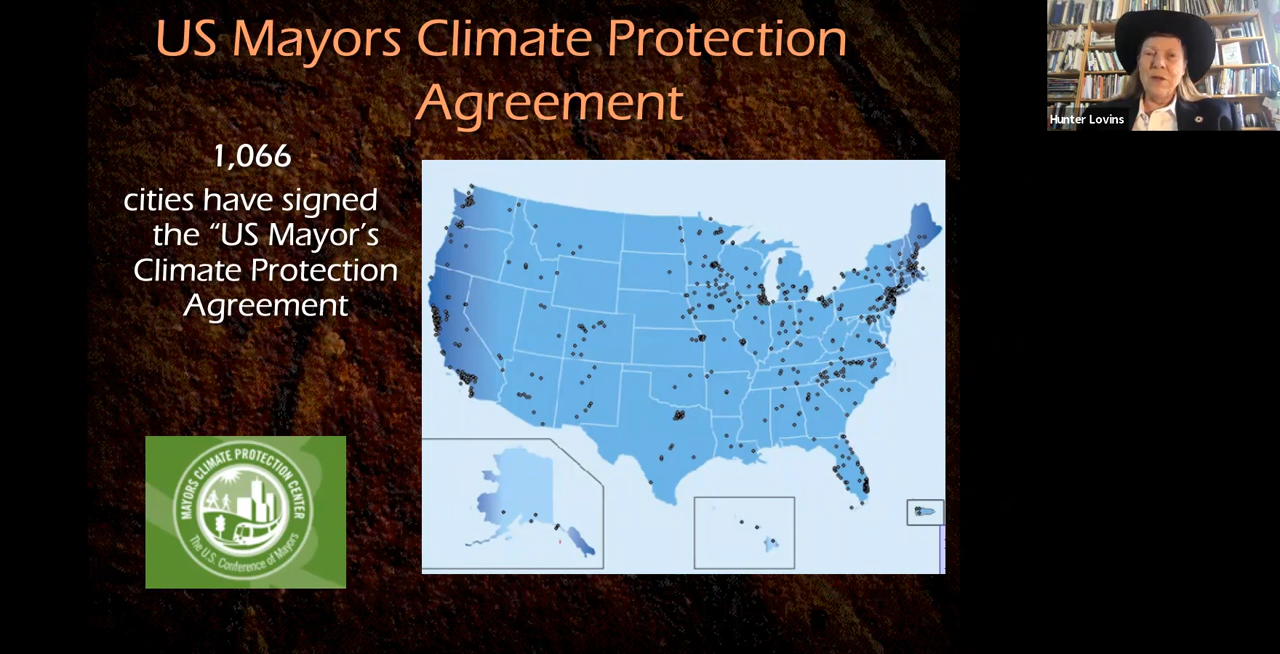 US Mayors Climate Protection
Agreement
1,066
cities have signed
the “US Mayor’s
Climate Protection
Agreement
MAYORS CLIMATE PROTECTION CENTER
The U.S. Conference of Mayors
Hunter Lovins